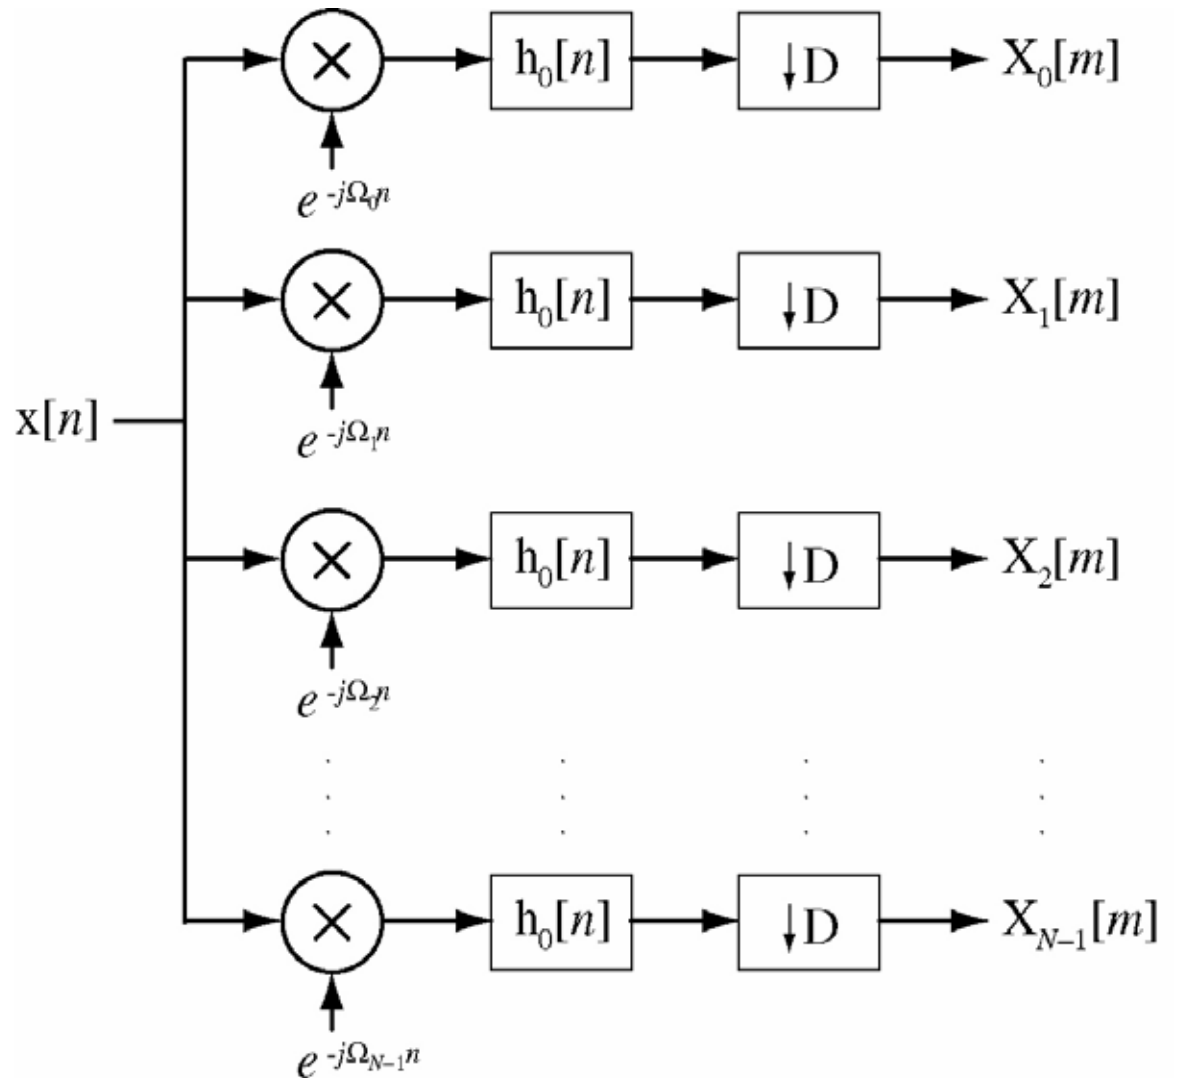 h₀[n] ↓D X₀[m]
e^{-jΩ₀n}
h₀[n] ↓D X₁[m]
x[n]
e^{-jΩ₁n}
h₀[n] ↓D X₂[m]
e^{-jΩ₂n}
h₀[n] ↓D X_{N−1}[m]
e^{-jΩ_{N−1}n}